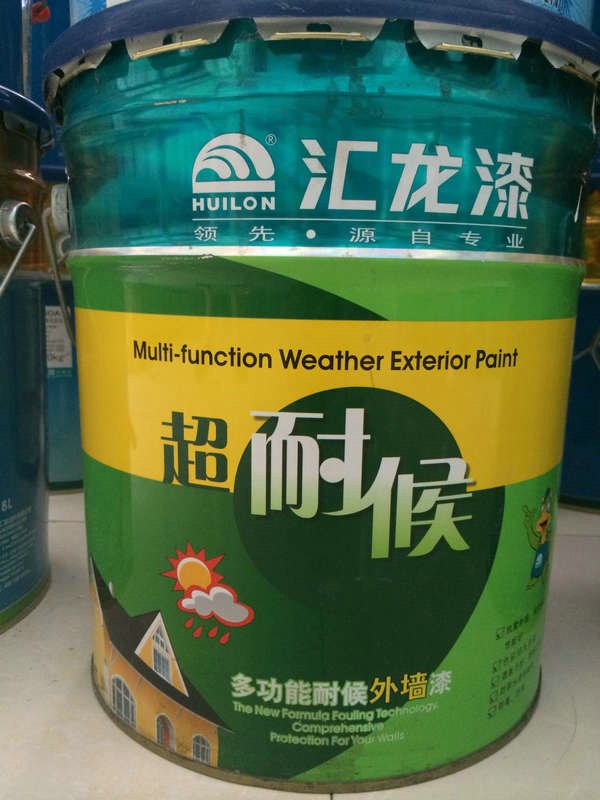 ®
汇龙漆
HUILON
领先·源自专业
Multi-function Weather Exterior Paint
超耐候
多功能耐候外墙漆
The New Formula Fouling Technology,
Comprehensive
Protection For Your Walls
8L